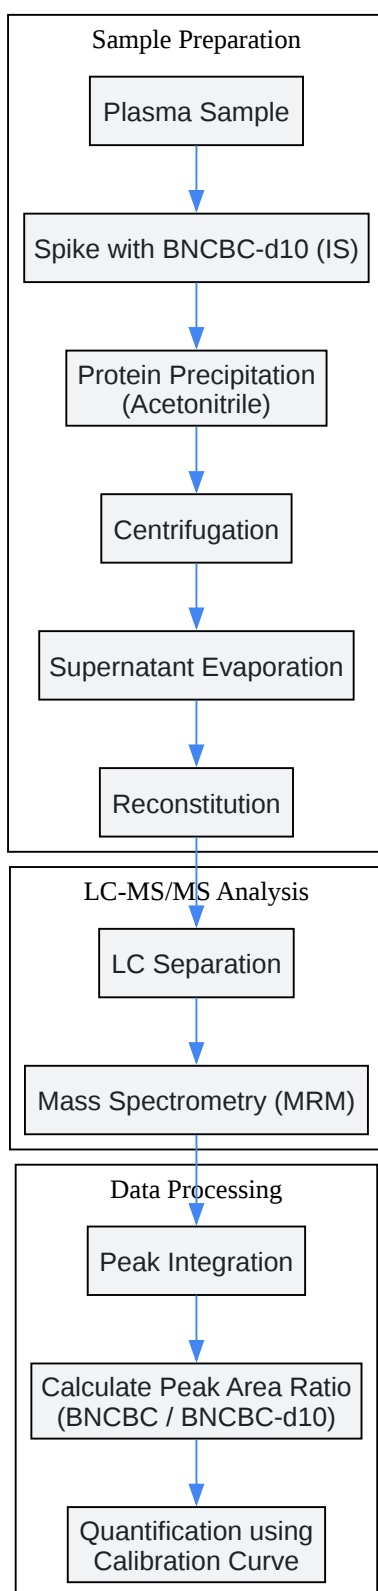 Sample Preparation
Plasma Sample
Spike with BNCBC-d10 (IS)
Protein Precipitation
(Acetonitrile)
Centrifugation
Supernatant Evaporation
Reconstitution
LC-MS/MS Analysis
LC Separation
Mass Spectrometry (MRM)
Data Processing
Peak Integration
Calculate Peak Area Ratio
(BNCBC / BNCBC-d10)
Quantification using
Calibration Curve